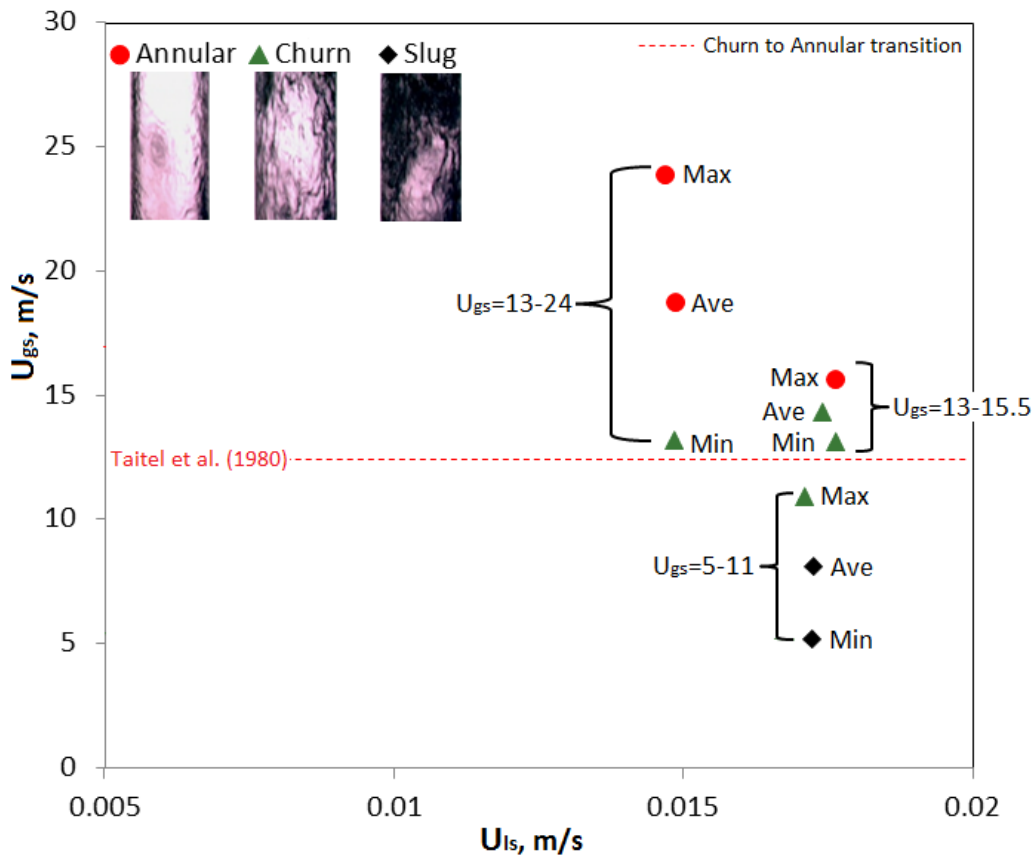 30
25
20
15
10
5
0
Ugs, m/s
Annular Churn Slug
Churn to Annular transition
Max
Ugs=13-24
Ave
Min
Max
Ave
Min
Ugs=13-15.5
Taitel et al. (1980)
Max
Ugs=5-11
Ave
Min
0.005 0.01 0.015 0.02
Uls, m/s